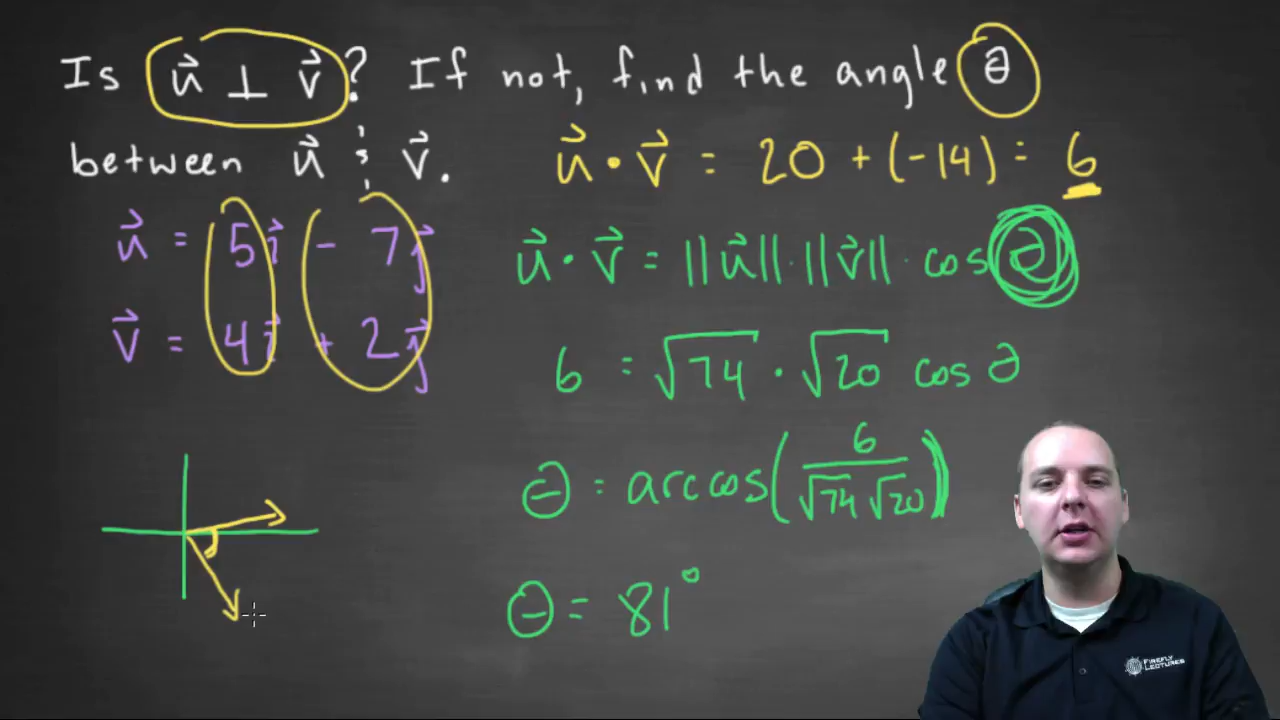 Is u⃗ ⊥ v⃗? If not, find the angle θ
between u⃗ & v⃗.
u⃗ • v⃗ = 20 + (-14) = 6
u⃗ = 5i⃗ - 7j⃗
v⃗ = 4i⃗ + 2j⃗
u⃗ • v⃗ = ||u⃗|| · ||v⃗|| · cos θ
6 = √74 · √20 cos θ
θ = arccos(6/(√74 √20))
θ = 81°
FIREFLY
LECTURES